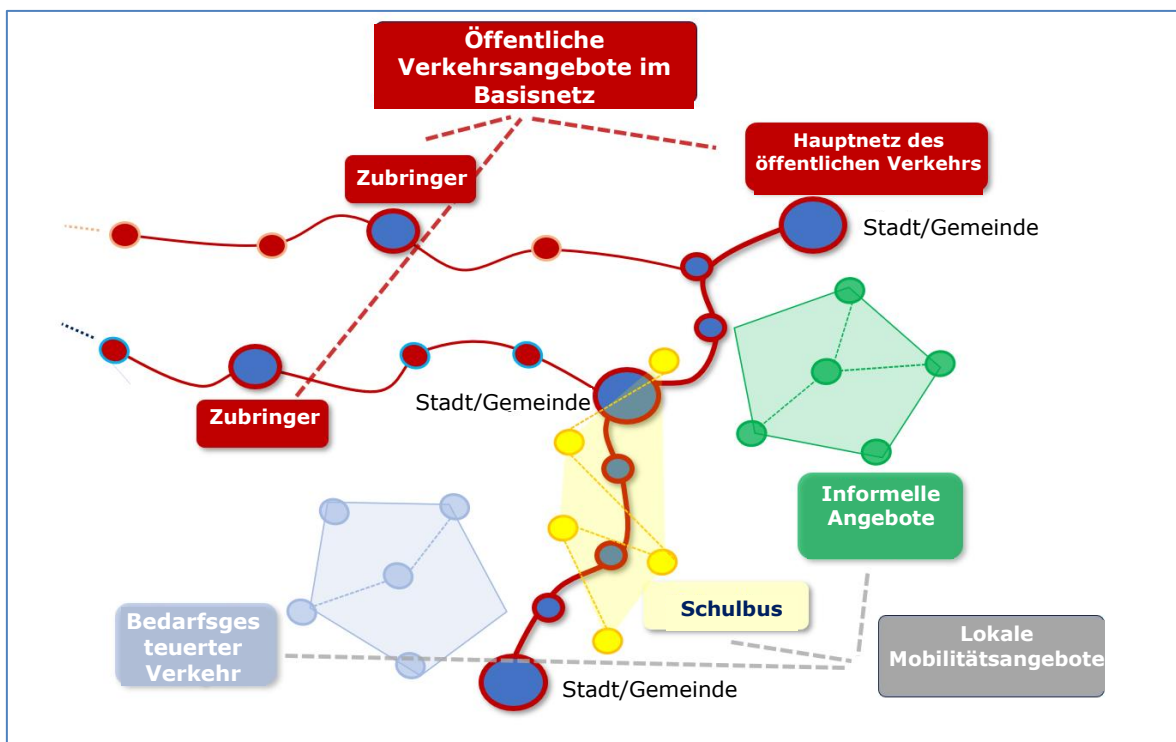 Öffentliche
Verkehrsangebote im
Basisnetz
Hauptnetz des
öffentlichen Verkehrs
Zubringer
Stadt/Gemeinde
Stadt/Gemeinde
Zubringer
Informelle
Angebote
Schulbus
Bedarfsges
teuerter
Verkehr
Lokale
Mobilitätsangebote
Stadt/Gemeinde